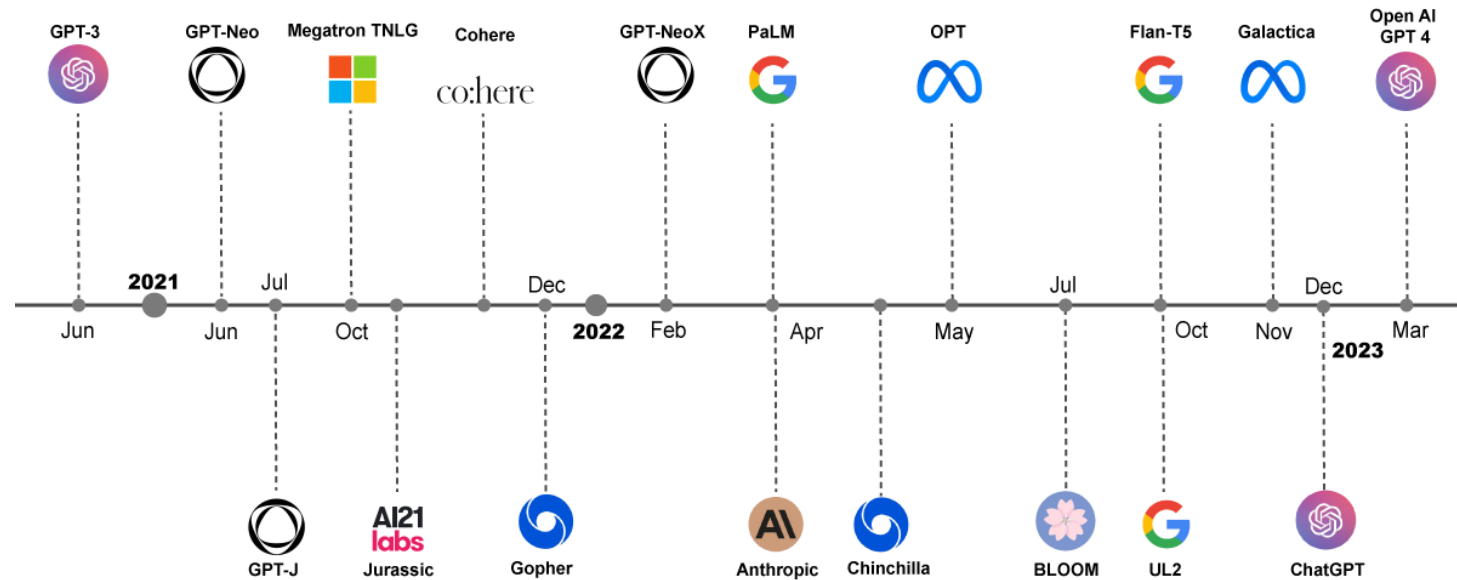 GPT-3
GPT-Neo
Megatron TNLG
Cohere
co:here
GPT-NeoX
PaLM
OPT
Flan-T5
Galactica
Open AI
GPT 4
2021
Jul
Dec
Jul
Dec
Jun
Jun
Oct
2022
Feb
Apr
May
Oct
Nov
2023
Mar
AI21
labs
A\
GPT-J
Jurassic
Gopher
Anthropic
Chinchilla
BLOOM
UL2
ChatGPT